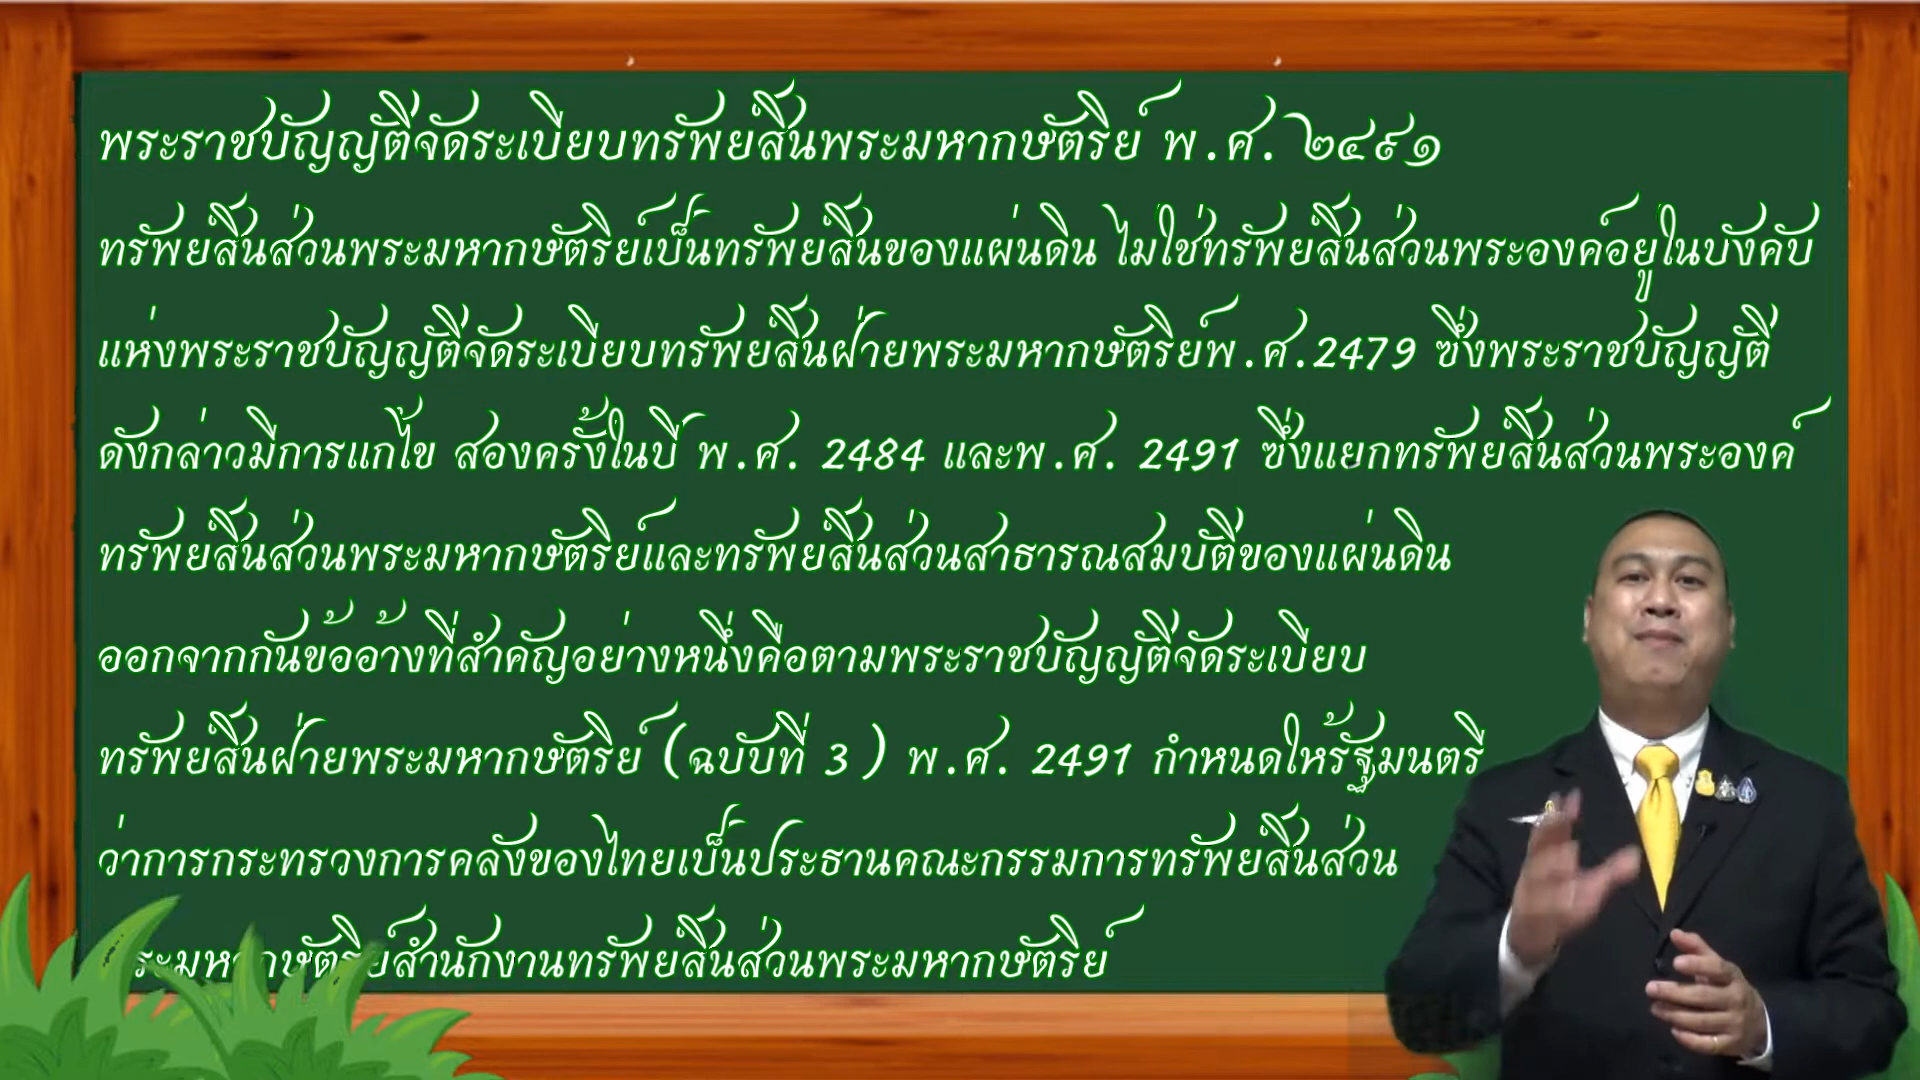 พระราชบัญญัติจัดระเบียบทรัพย์สินพระมหากษัตริย์ พ.ศ. ๒๔๙๑
ทรัพย์สินส่วนพระมหากษัตริย์เป็นทรัพย์สินของแผ่นดิน ไม่ใช่ทรัพย์สินส่วนพระองค์อยู่ในบังคับ
แห่งพระราชบัญญัติจัดระเบียบทรัพย์สินฝ่ายพระมหากษัตริย์พ.ศ.2479 ซึ่งพระราชบัญญัติ
ดังกล่าวมีการแก้ไข สองครั้งในปี พ.ศ. 2484 และพ.ศ. 2491 ซึ่งแยกทรัพย์สินส่วนพระองค์
ทรัพย์สินส่วนพระมหากษัตริย์และทรัพย์สินส่วนสาธารณสมบัติของแผ่นดิน
ออกจากกันข้ออ้างที่สำคัญอย่างหนึ่งคือตามพระราชบัญญัติจัดระเบียบ
ทรัพย์สินฝ่ายพระมหากษัตริย์ (ฉบับที่ 3 ) พ.ศ. 2491 กำหนดให้รัฐมนตรี
ว่าการกระทรวงการคลังของไทยเป็นประธานคณะกรรมการทรัพย์สินส่วน
พระมหากษัตริย์สำนักงานทรัพย์สินส่วนพระมหากษัตริย์